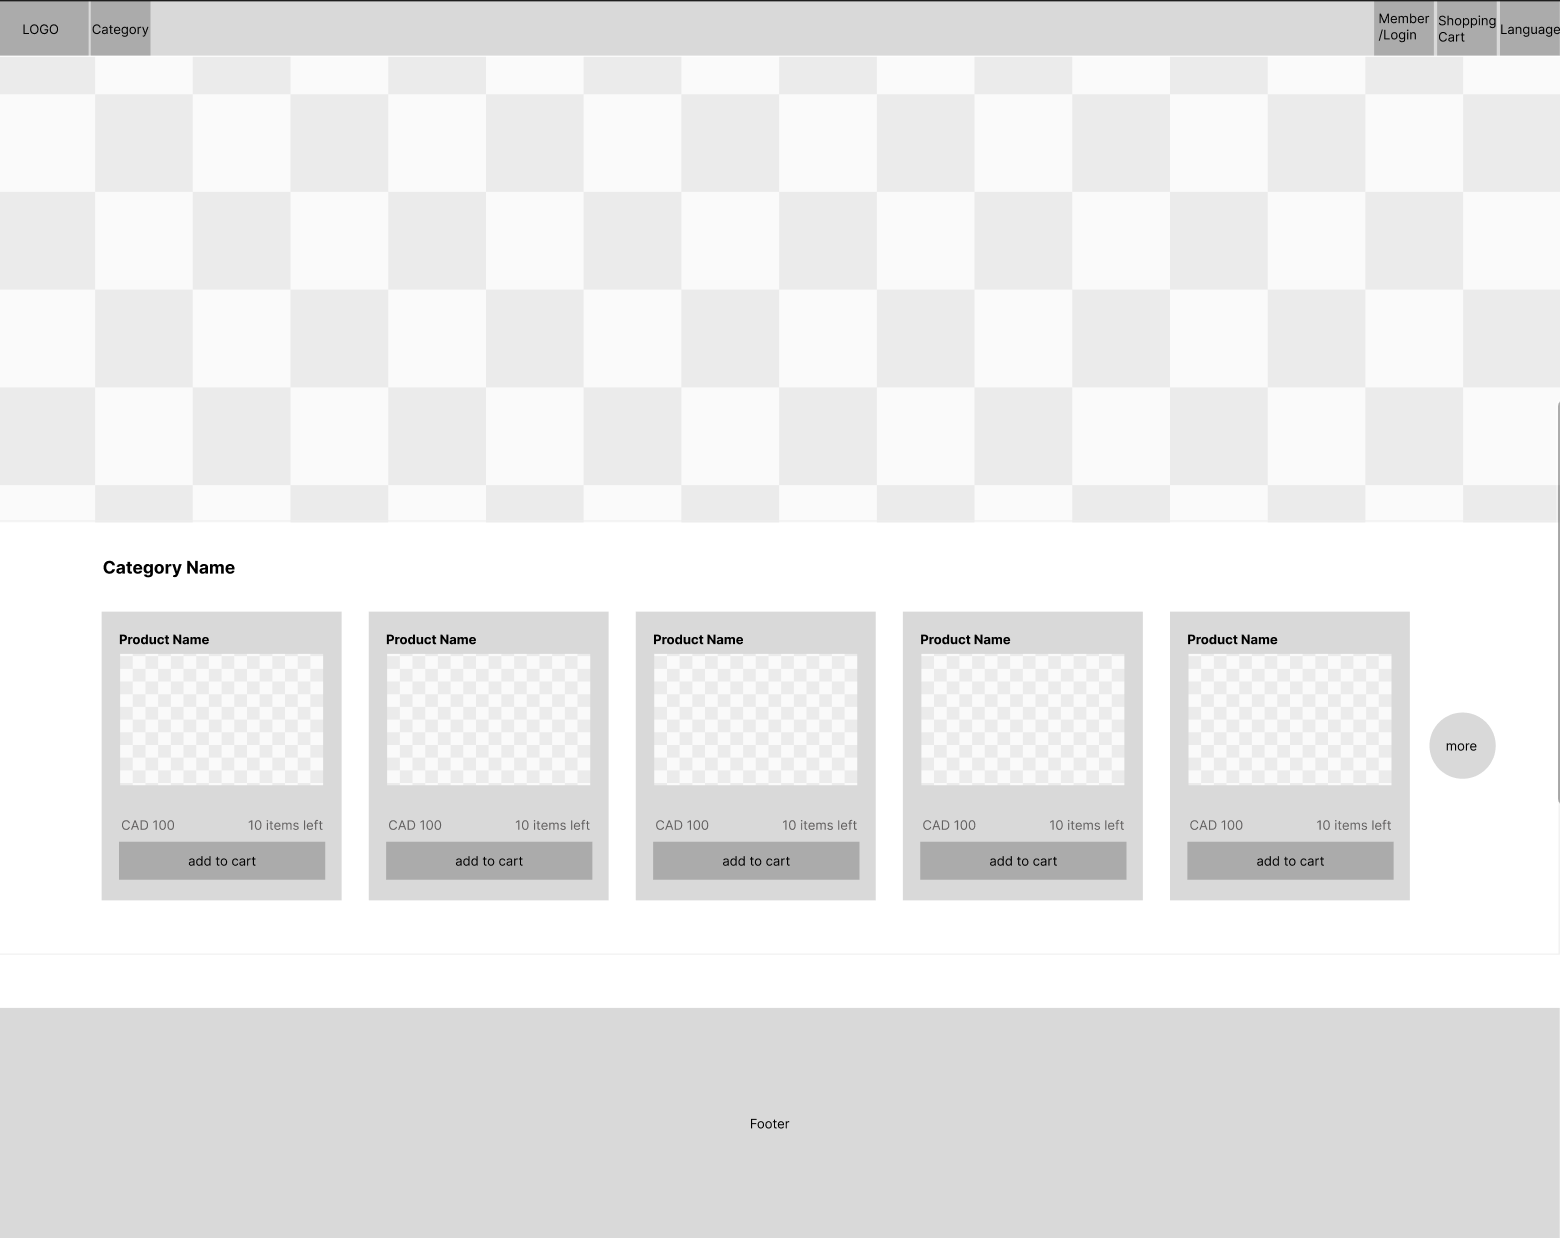 LOGO
Category
Member
/Login
Shopping
Cart
Language
Category Name
Product Name
Product Name
Product Name
Product Name
Product Name
more
CAD 100
10 items left
CAD 100
10 items left
CAD 100
10 items left
CAD 100
10 items left
CAD 100
10 items left
add to cart
add to cart
add to cart
add to cart
add to cart
Footer